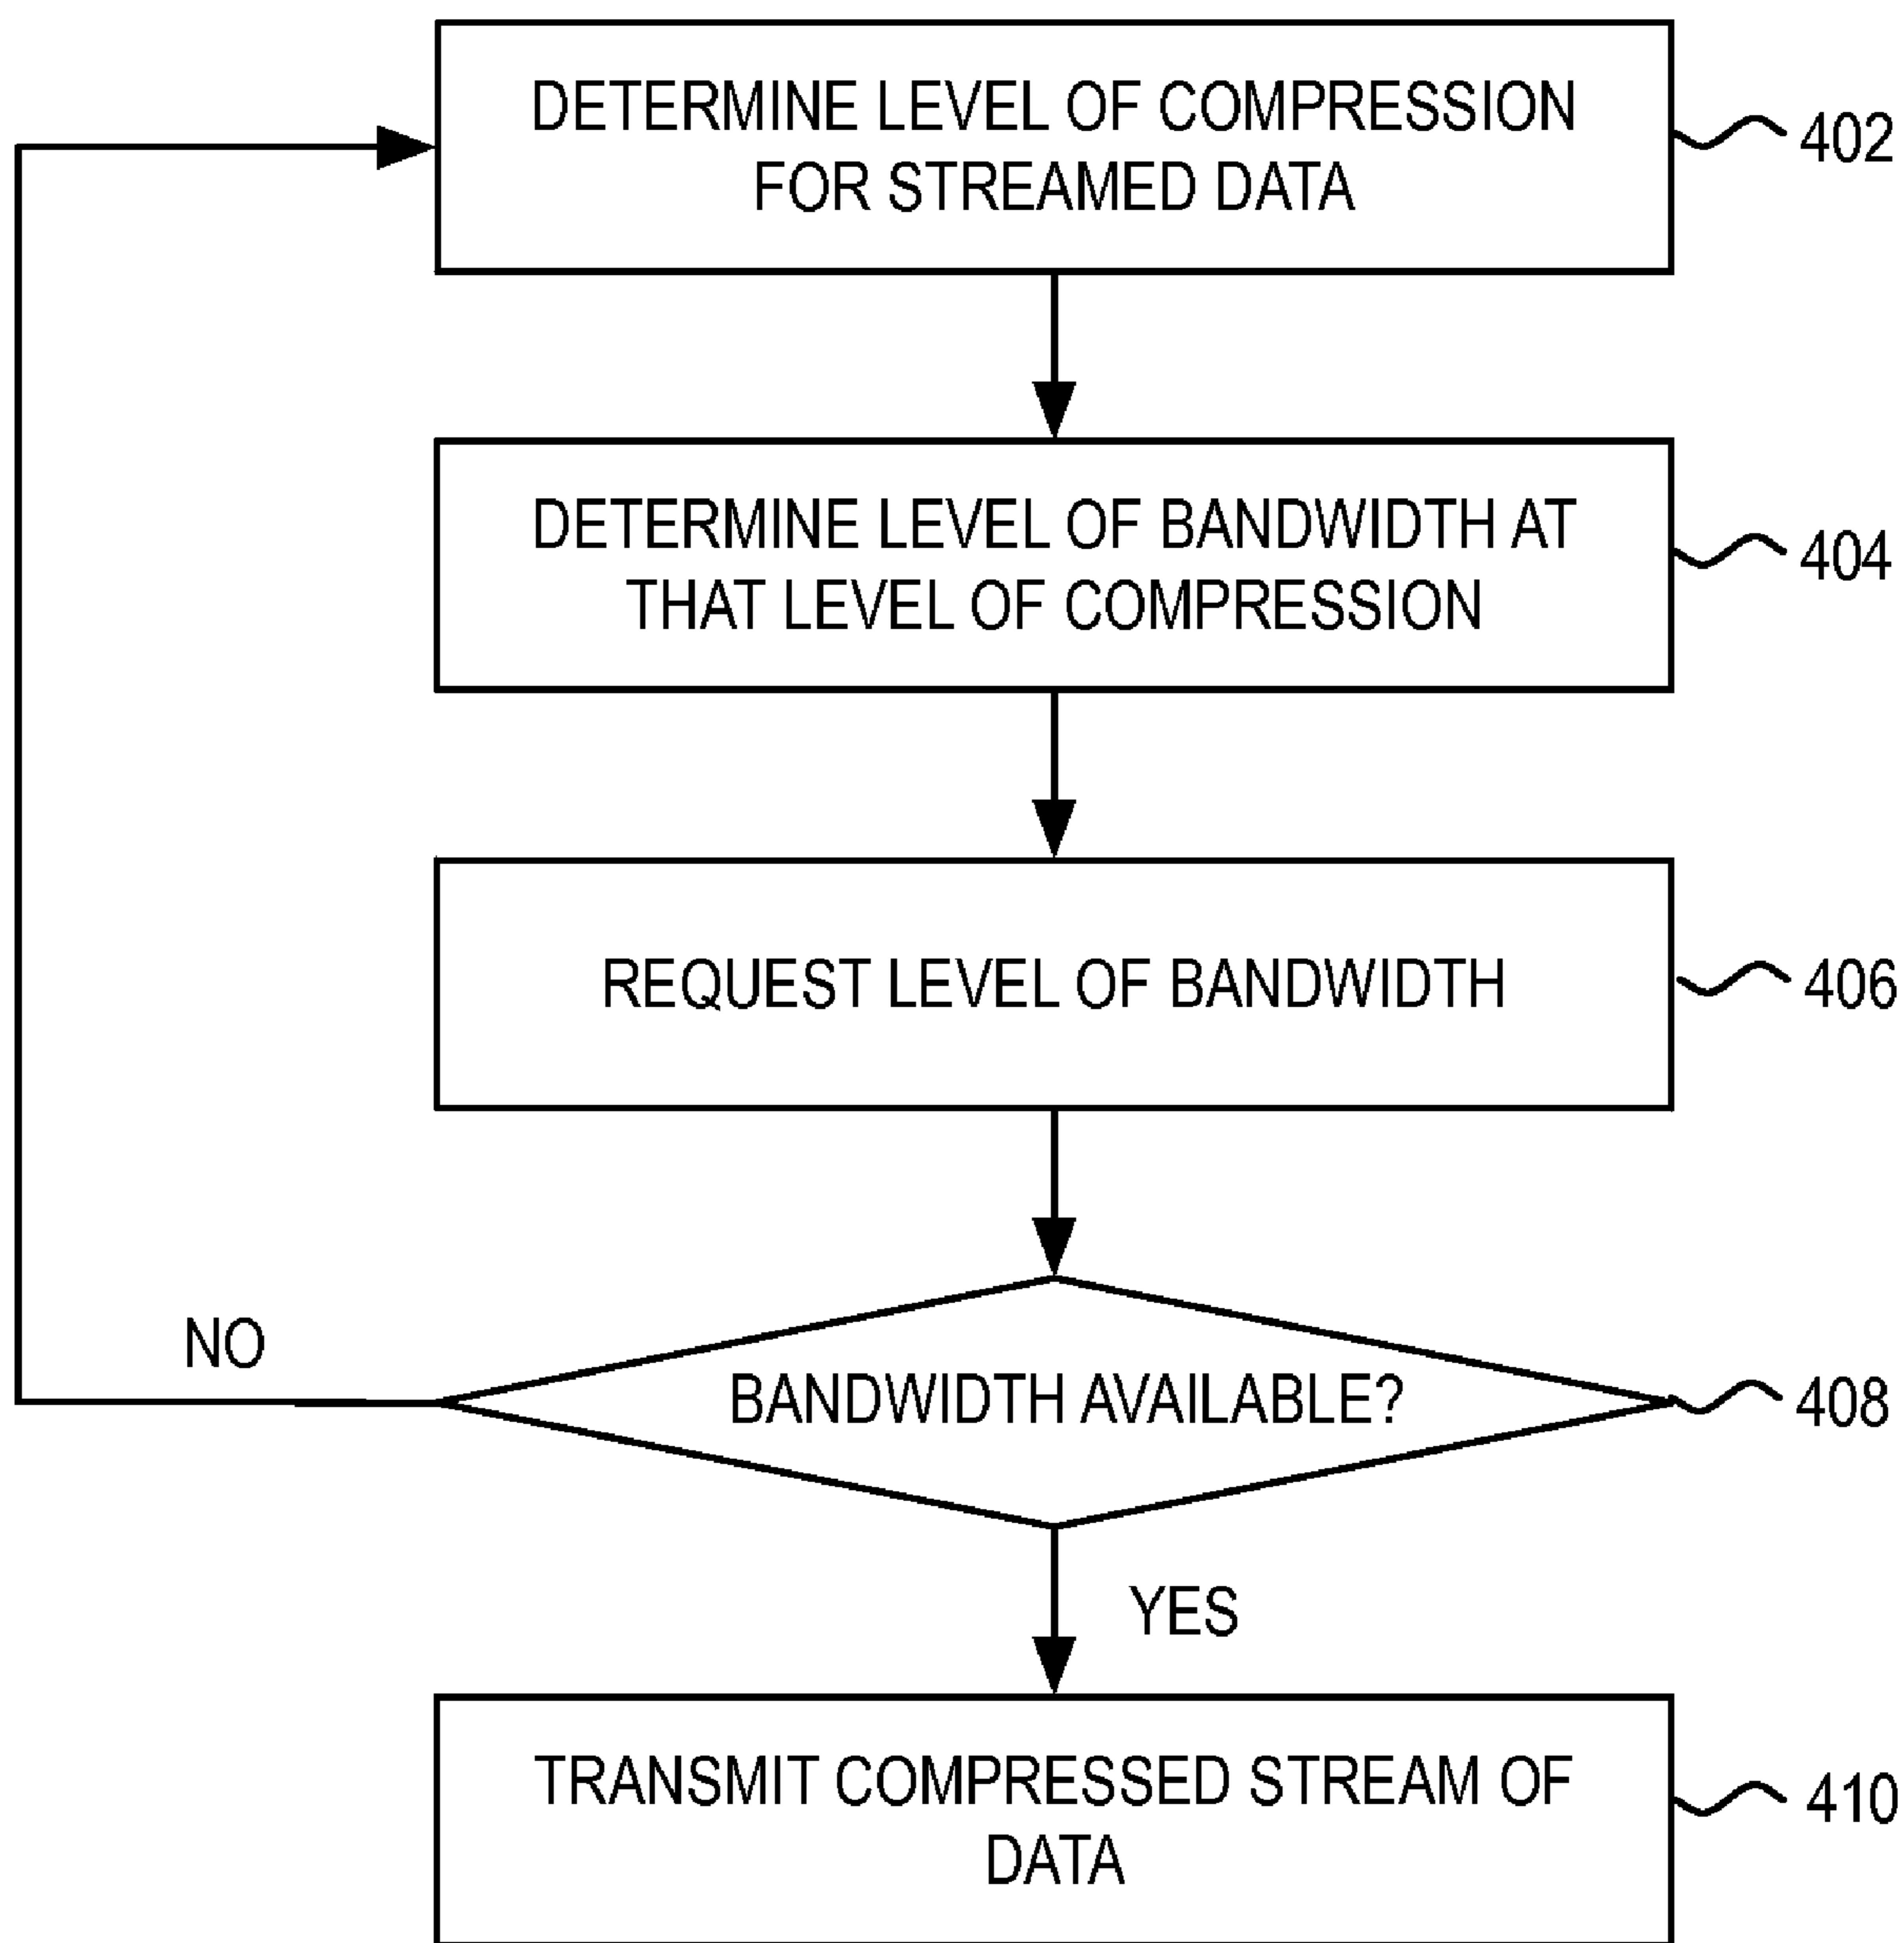 DETERMINE LEVEL OF COMPRESSION
FOR STREAMED DATA
402
DETERMINE LEVEL OF BANDWIDTH AT
THAT LEVEL OF COMPRESSION
404
REQUEST LEVEL OF BANDWIDTH
406
NO
BANDWIDTH AVAILABLE?
408
YES
TRANSMIT COMPRESSED STREAM OF
DATA
410